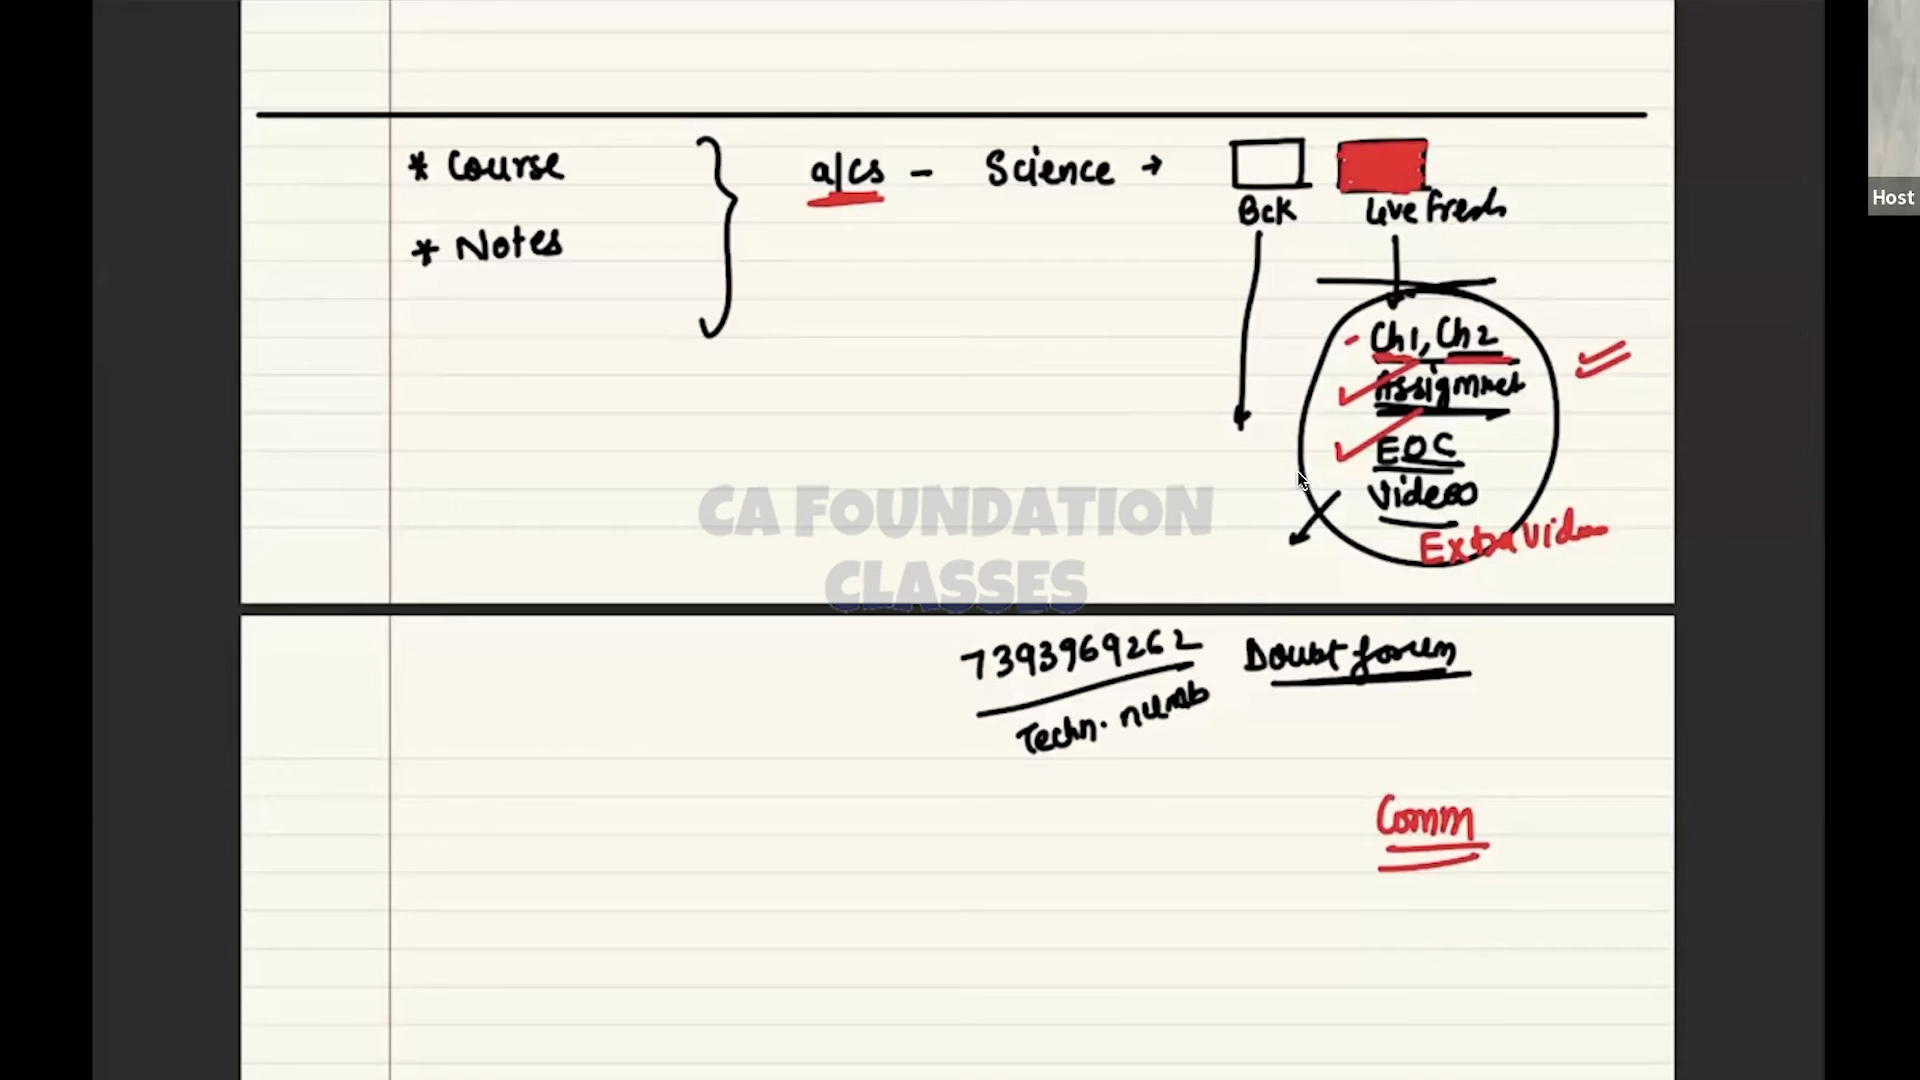 * Course
a/cs - Science →
Bck
Live Fresh
* Notes
- Ch1, Ch2
Assignmet
EOC
Videos
Extra Video
CA FOUNDATION
CLASSES
7393969262
Techn. numb
Doubt forum
Comm
Host